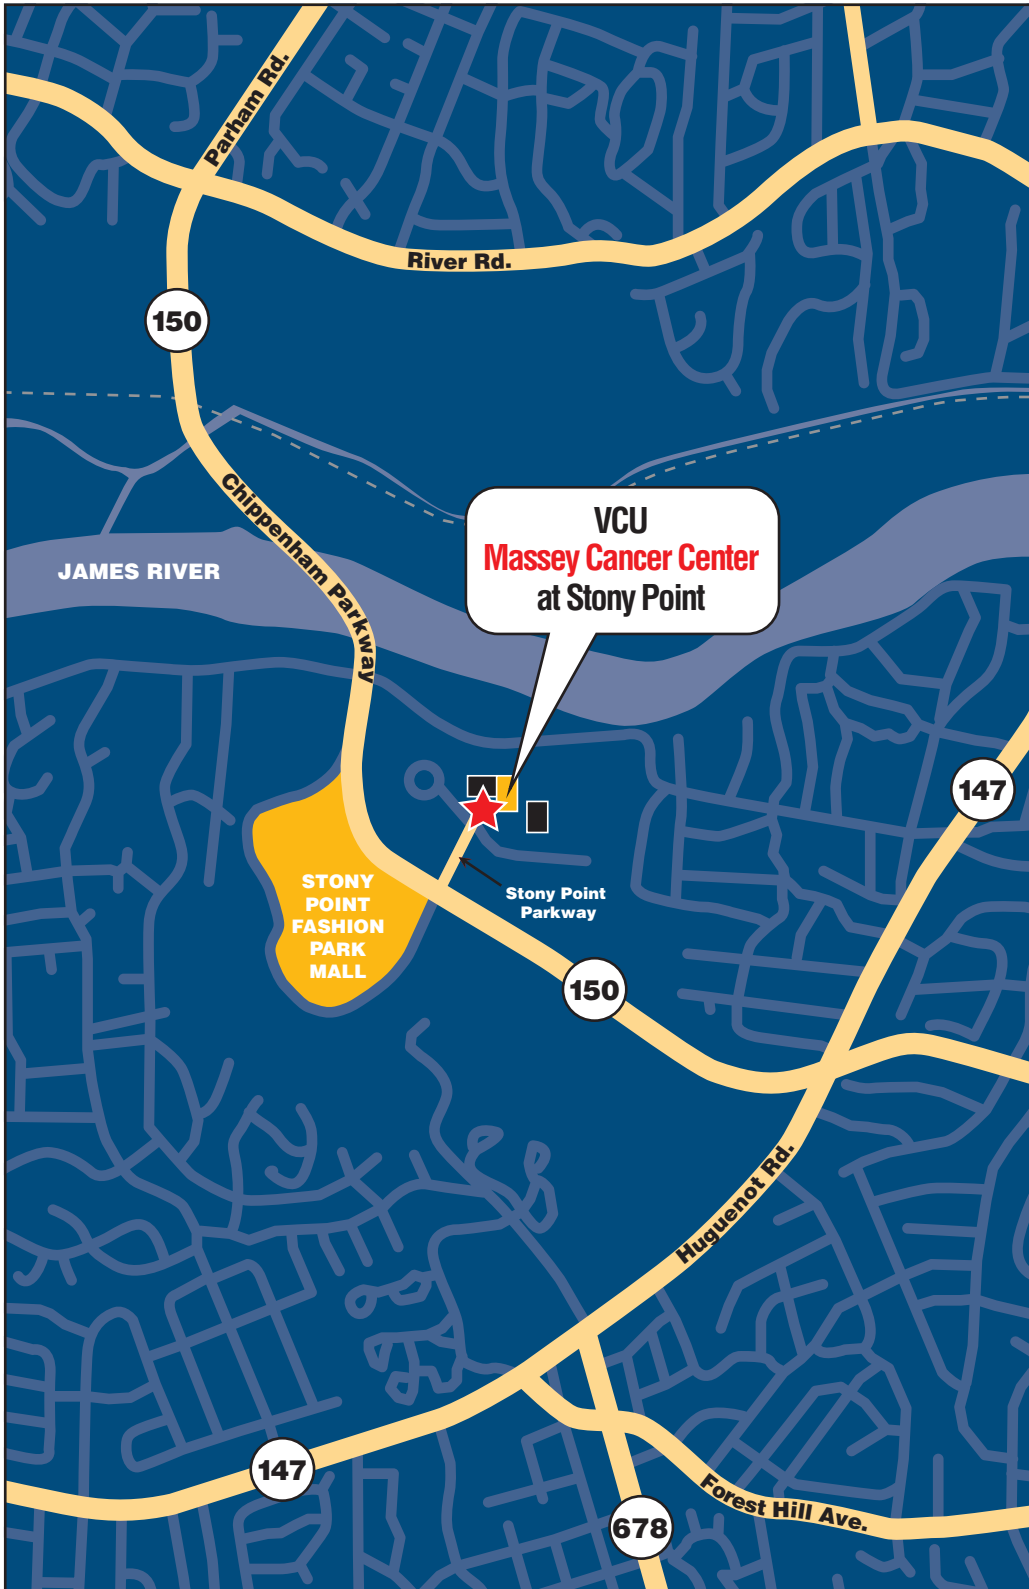 Parham Rd.
River Rd.
150
Chippenham Parkway
JAMES RIVER
VCU
Massey Cancer Center
at Stony Point
147
STONY
POINT
FASHION
PARK
MALL
Stony Point
Parkway
150
Huguenot Rd.
147
678
Forest Hill Ave.